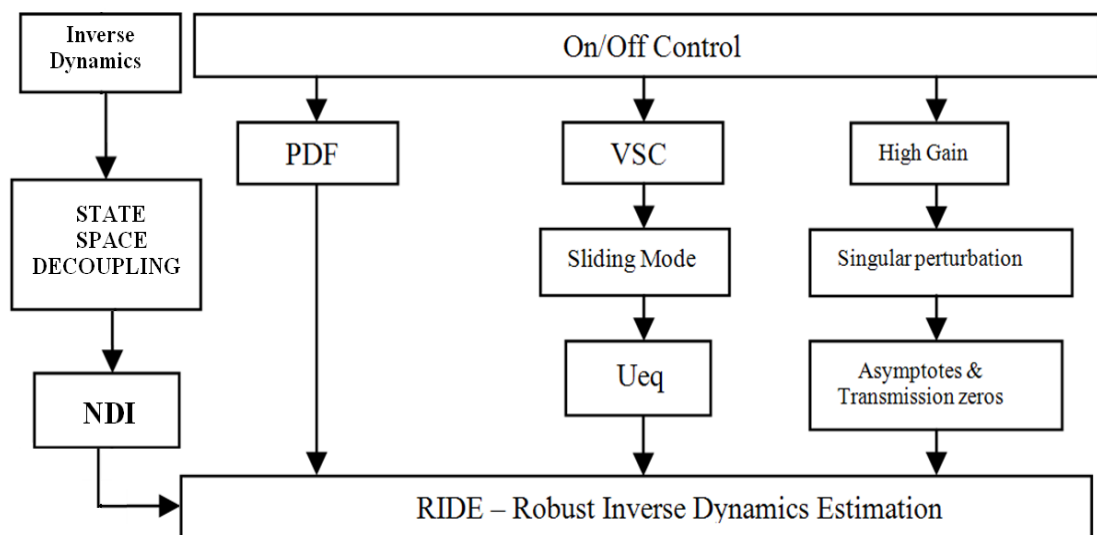 Inverse
Dynamics
On/Off Control
PDF
VSC
High Gain
STATE
SPACE
DECOUPLING
Sliding Mode
Singular perturbation
NDI
Ueq
Asymptotes &
Transmission zeros
RIDE – Robust Inverse Dynamics Estimation